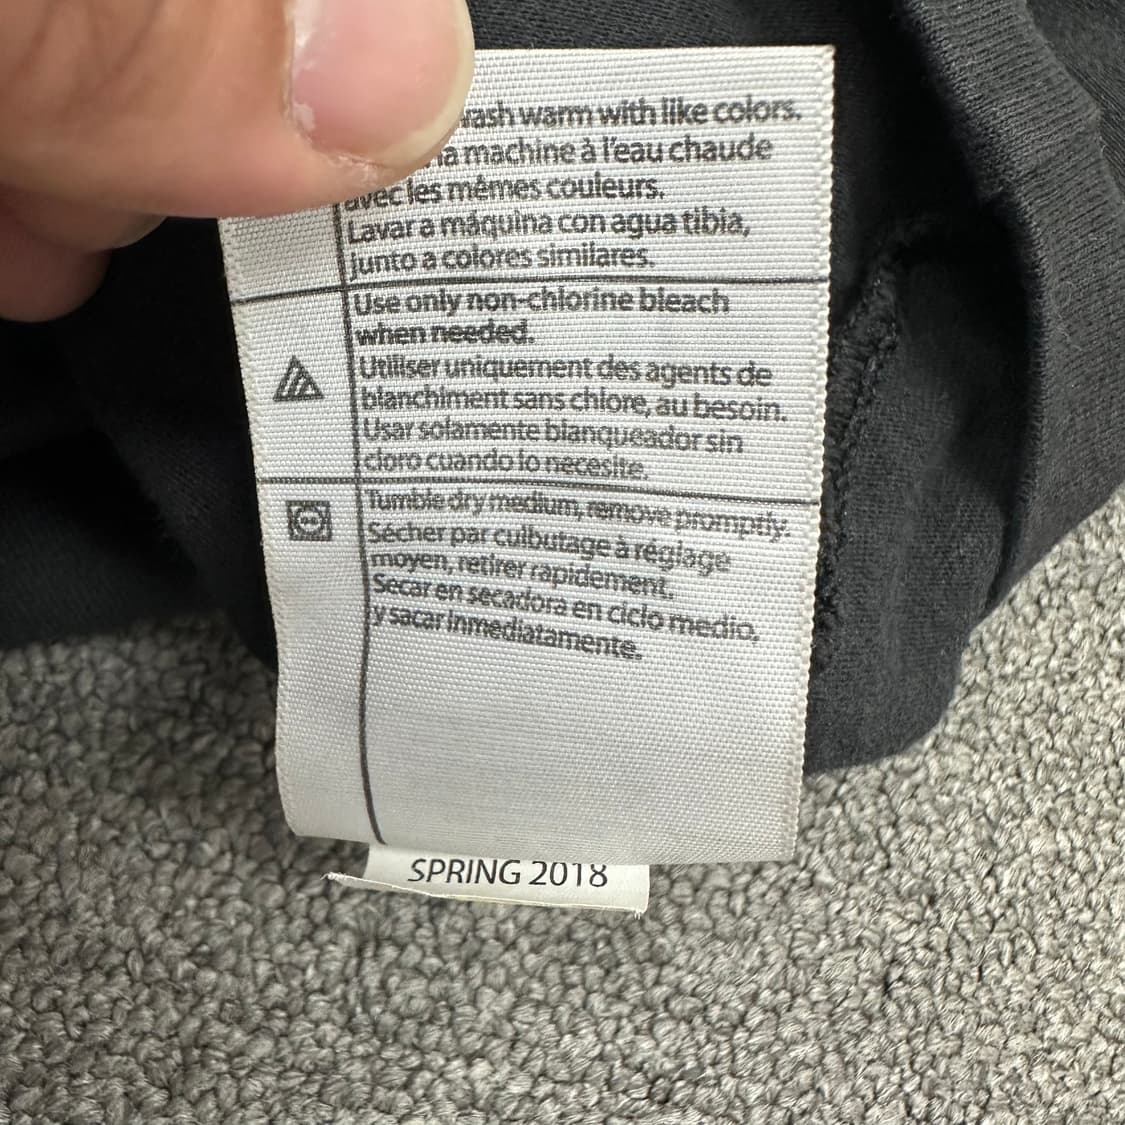 wash warm with like colors.
machine à l'eau chaude
avec les mêmes couleurs.
Lavar a máquina con agua tibia,
junto a colores similares.
Use only non-chlorine bleach
when needed.
Utiliser uniquement des agents de
blanchiment sans chlore, au besoin.
Usar solamente blanqueador sin
cloro cuando lo necesite.
Tumble dry medium, remove promptly.
Sécher par culbutage à réglage
moyen, retirer rapidement.
Secar en secadora en ciclo medio,
y sacar inmediatamente.
SPRING 2018